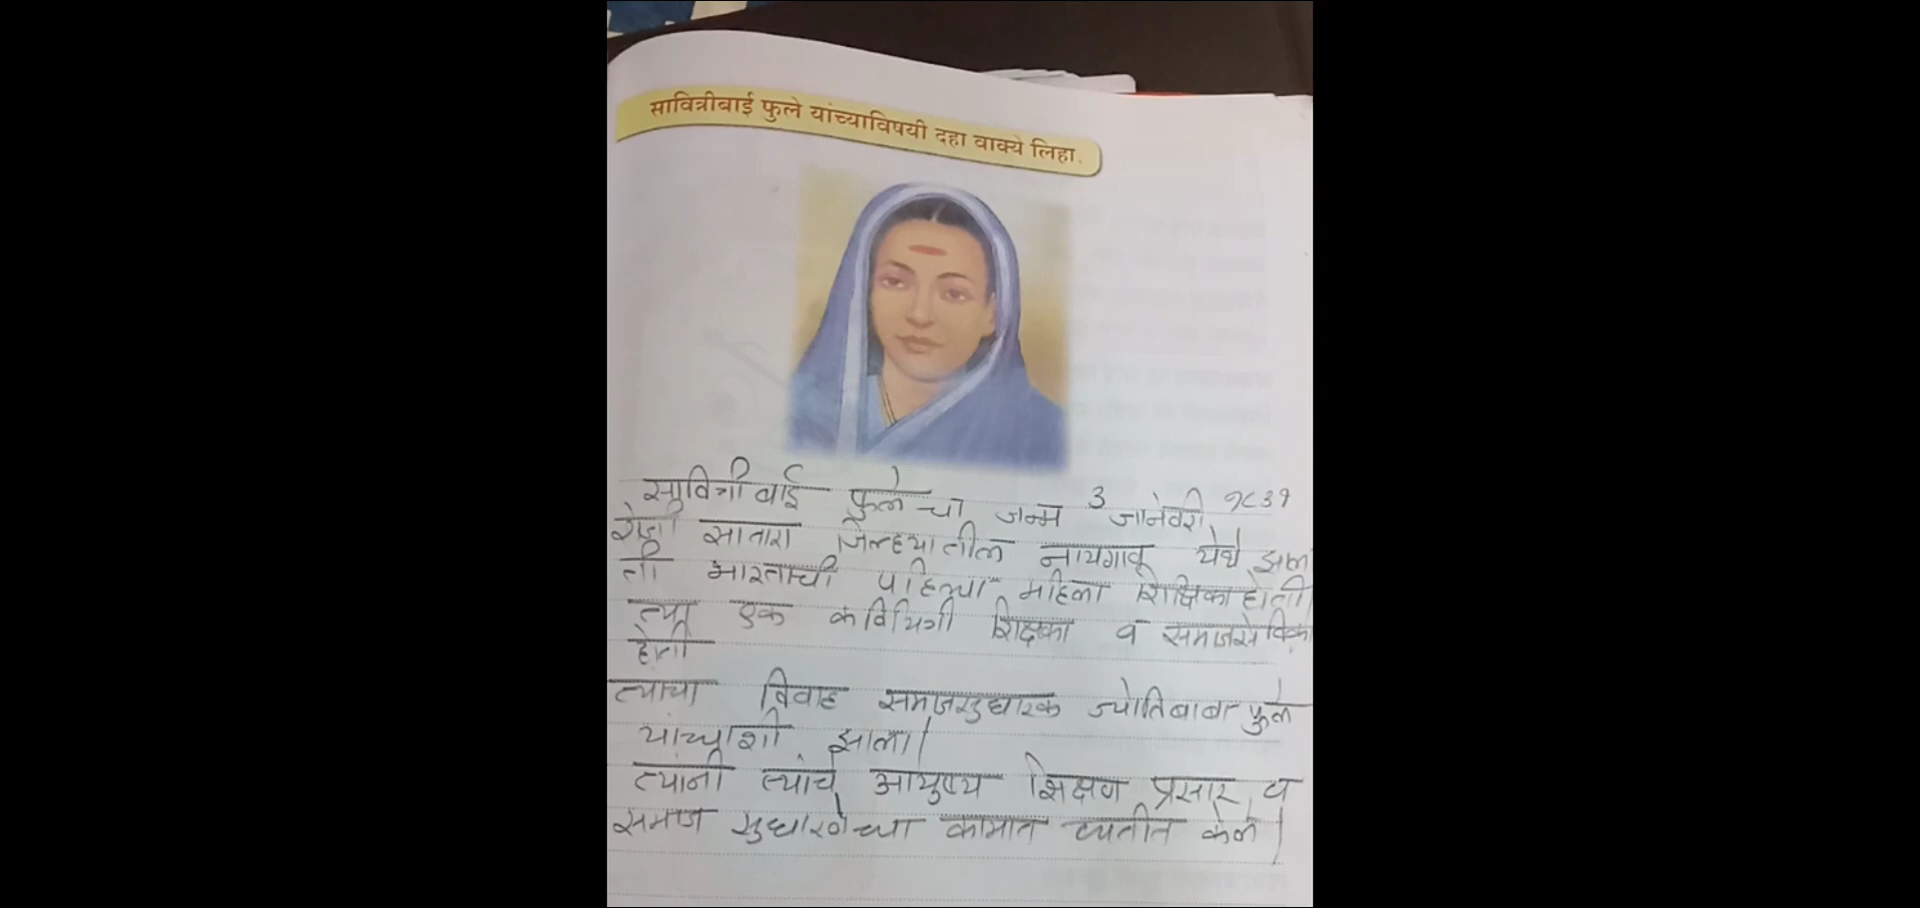 सावित्रीबाई फुले यांच्याविषयी दहा वाक्ये लिहा.
सावित्रीबाई फुलेचा जन्म 3 जानेवरी १८३१
रोजी सातारा जिल्ह्यातील नायगाव येथे झाला
ती भारताची पहिल्या महिला शिक्षिका होती
त्या एक कवियित्री शिक्षका व समाजसेविका
होती
त्यांचा विवाह समाजसुधारक ज्योतिबाबा फुले
यांच्याशी झाला|
त्यांनी त्यांचे आयुष्य शिक्षण प्रसार व
समाज सुधारणेच्या कामात व्यतीत केले|